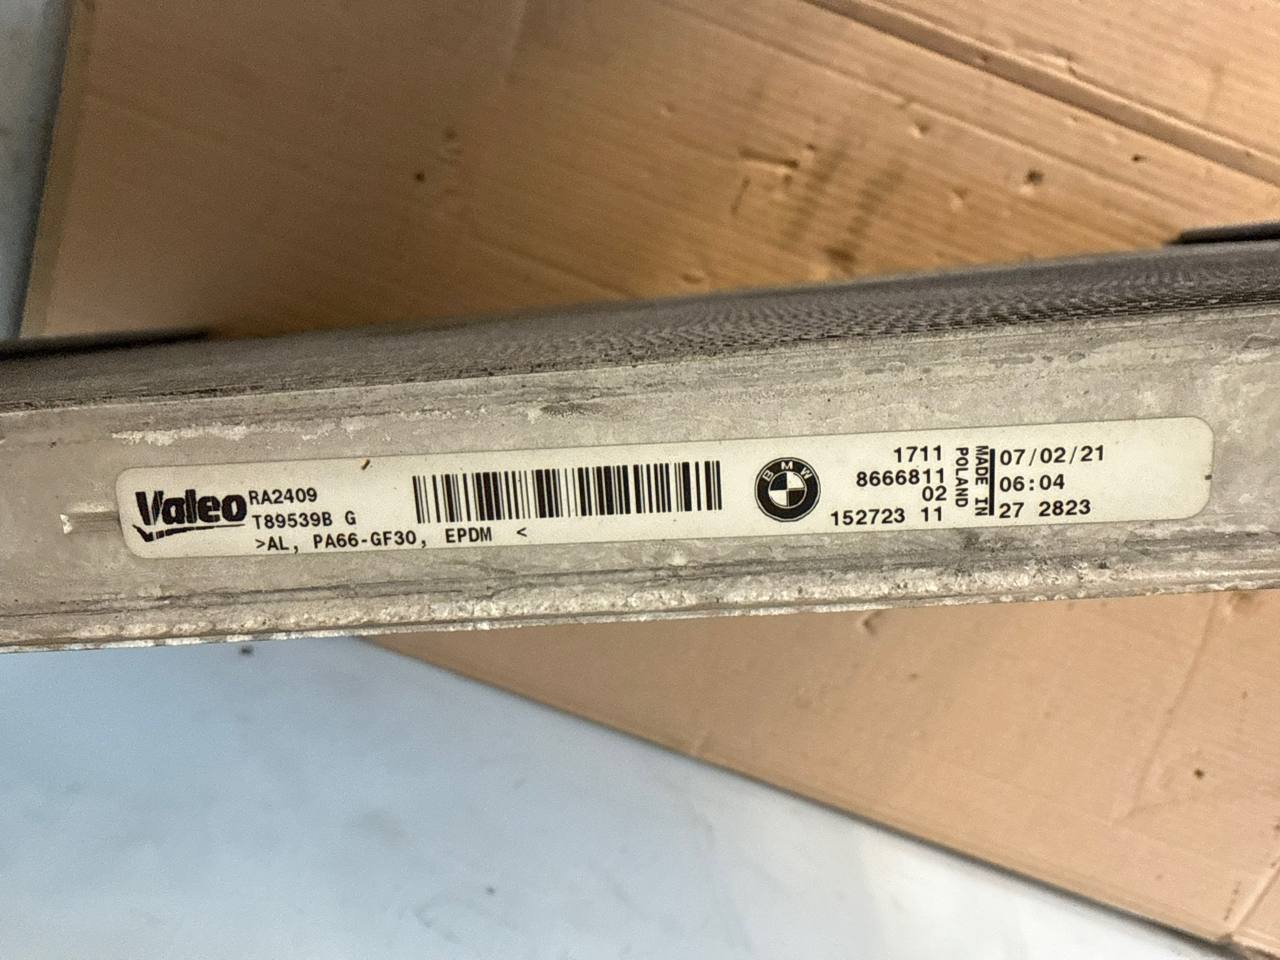 Valeo
RA2409
T89539B G
>AL, PA66-GF30, EPDM <
BMW
1711
8666811
02
152723 11
MADE IN
POLAND
07/02/21
06:04
27 2823